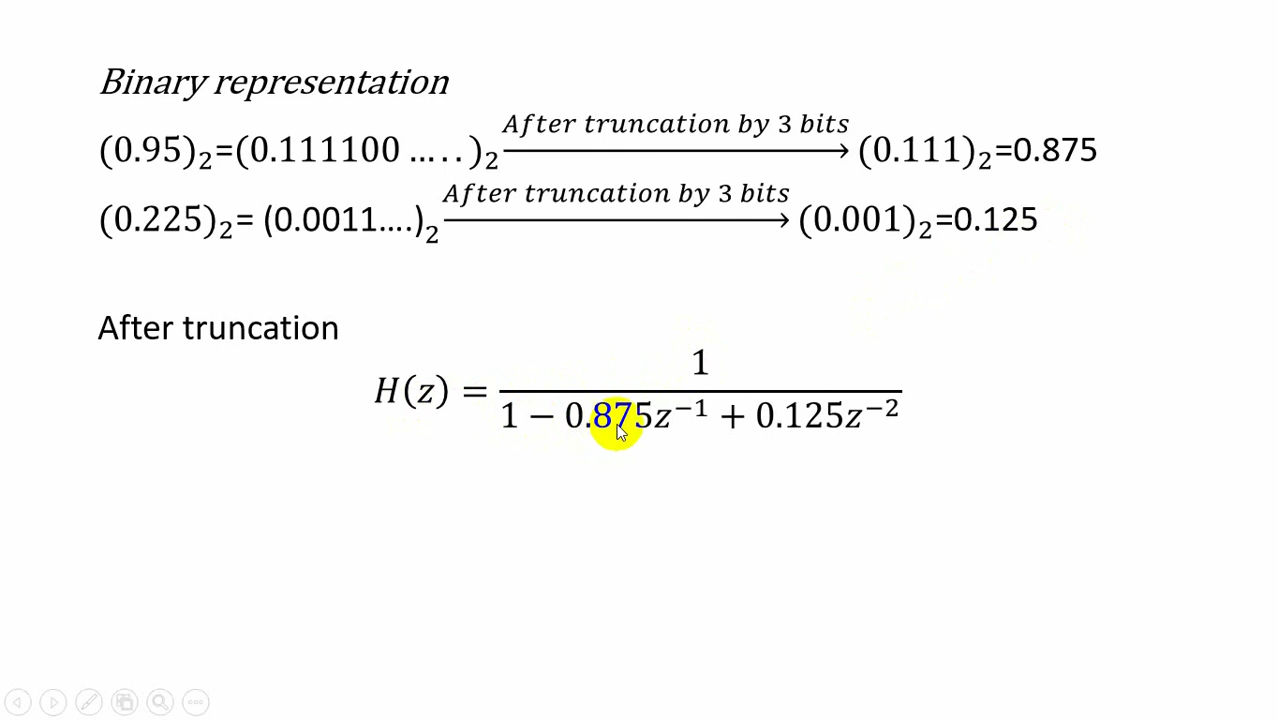 Binary representation
(0.95)₂=(0.111100 …..)₂ After truncation by 3 bits → (0.111)₂=0.875
(0.225)₂= (0.0011….)₂ After truncation by 3 bits → (0.001)₂=0.125
After truncation
H(z) = 1 / (1 − 0.875z⁻¹ + 0.125z⁻²)